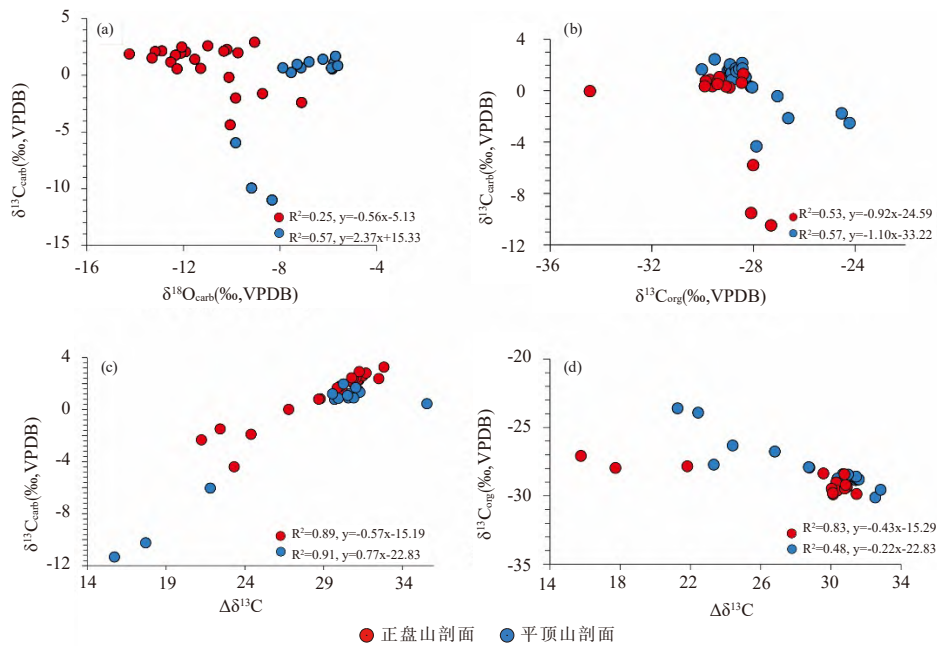 (a)
5
0
-5
-10
-15
δ¹³Ccarb(‰,VPDB)
R²=0.25, y=-0.56x-5.13
R²=0.57, y=2.37x+15.33
-16
-12
-8
-4
δ¹⁸Ocarb(‰,VPDB)
(b)
4
0
-4
-8
-12
δ¹³Ccarb(‰,VPDB)
R²=0.53, y=-0.92x-24.59
R²=0.57, y=-1.10x-33.22
-36
-32
-28
-24
δ¹³Corg(‰,VPDB)
(c)
4
0
-4
-8
-12
δ¹³Ccarb(‰,VPDB)
R²=0.89, y=-0.57x-15.19
R²=0.91, y=0.77x-22.83
14
19
24
29
34
Δδ¹³C
(d)
-20
-25
-30
-35
δ¹³Corg(‰,VPDB)
R²=0.83, y=-0.43x-15.29
R²=0.48, y=-0.22x-22.83
14
18
22
26
30
34
Δδ¹³C
正盘山剖面
平顶山剖面